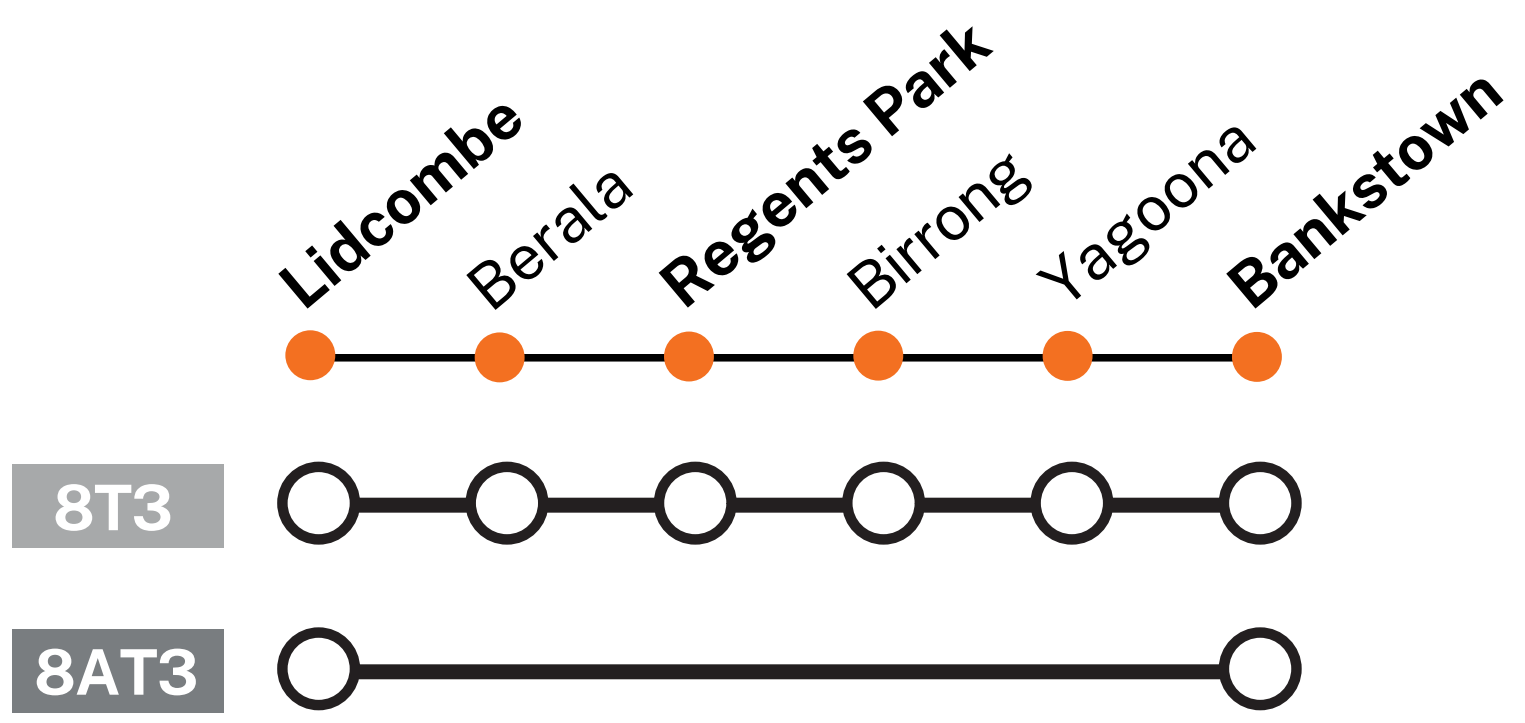 Lidcombe
Berala
Regents Park
Birrong
Yagoona
Bankstown
8T3
8AT3